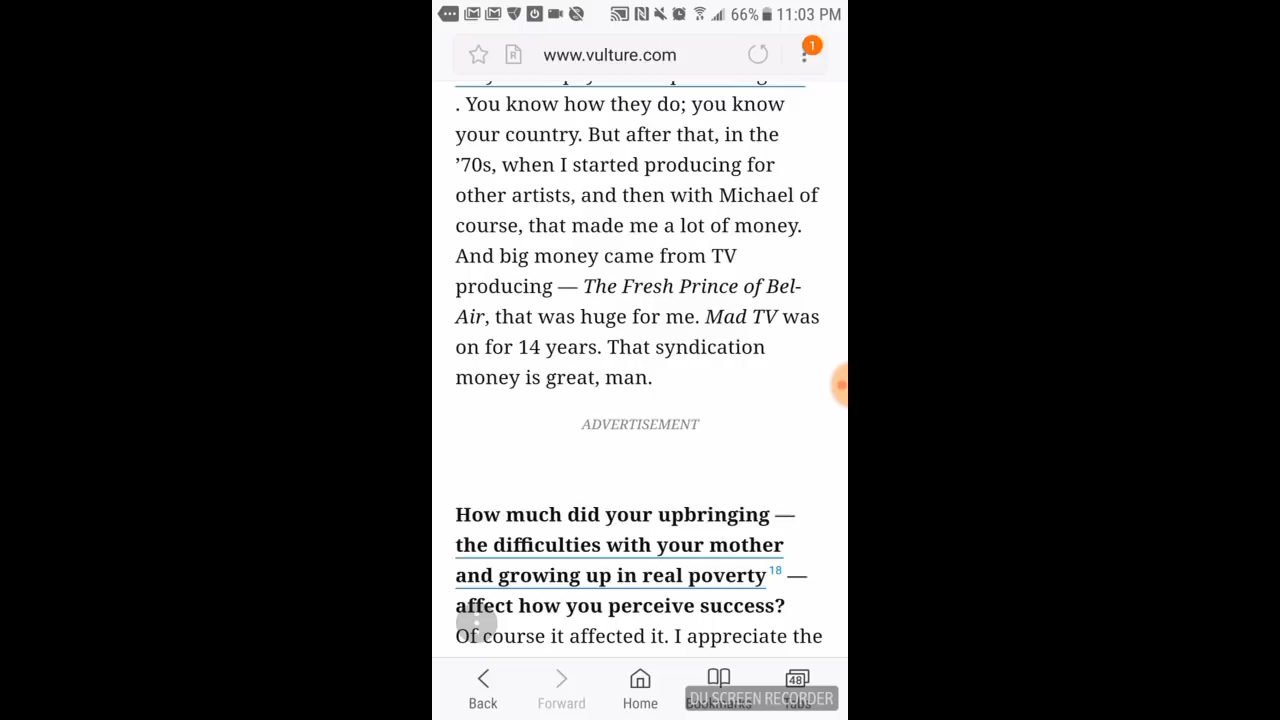 66% 11:03 PM
www.vulture.com
1
. You know how they do; you know
your country. But after that, in the
’70s, when I started producing for
other artists, and then with Michael of
course, that made me a lot of money.
And big money came from TV
producing — The Fresh Prince of Bel-
Air, that was huge for me. Mad TV was
on for 14 years. That syndication
money is great, man.
ADVERTISEMENT
How much did your upbringing —
the difficulties with your mother
and growing up in real poverty 18 —
affect how you perceive success?
Of course it affected it. I appreciate the
48
Back Forward Home Bookmarks Tabs
DU SCREEN RECORDER